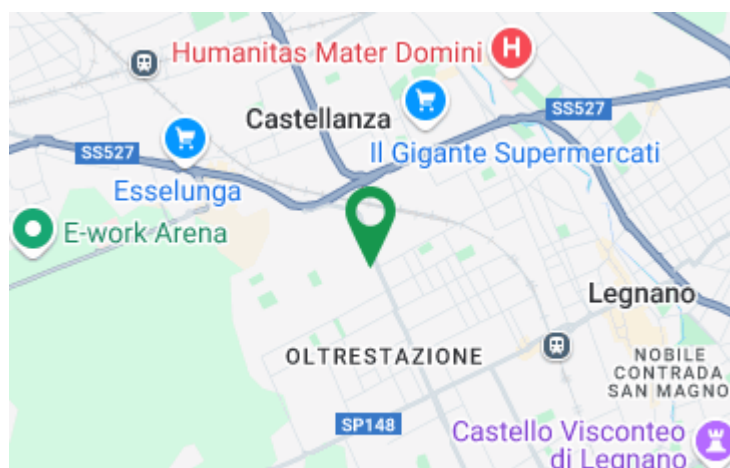 Humanitas Mater Domini
H
Castellanza
SS527
SS527
Il Gigante Supermercati
Esselunga
E-work Arena
Legnano
OLTRESTAZIONE
NOBILE
CONTRADA
SAN MAGNO
SP148
Castello Visconteo
di Legnano